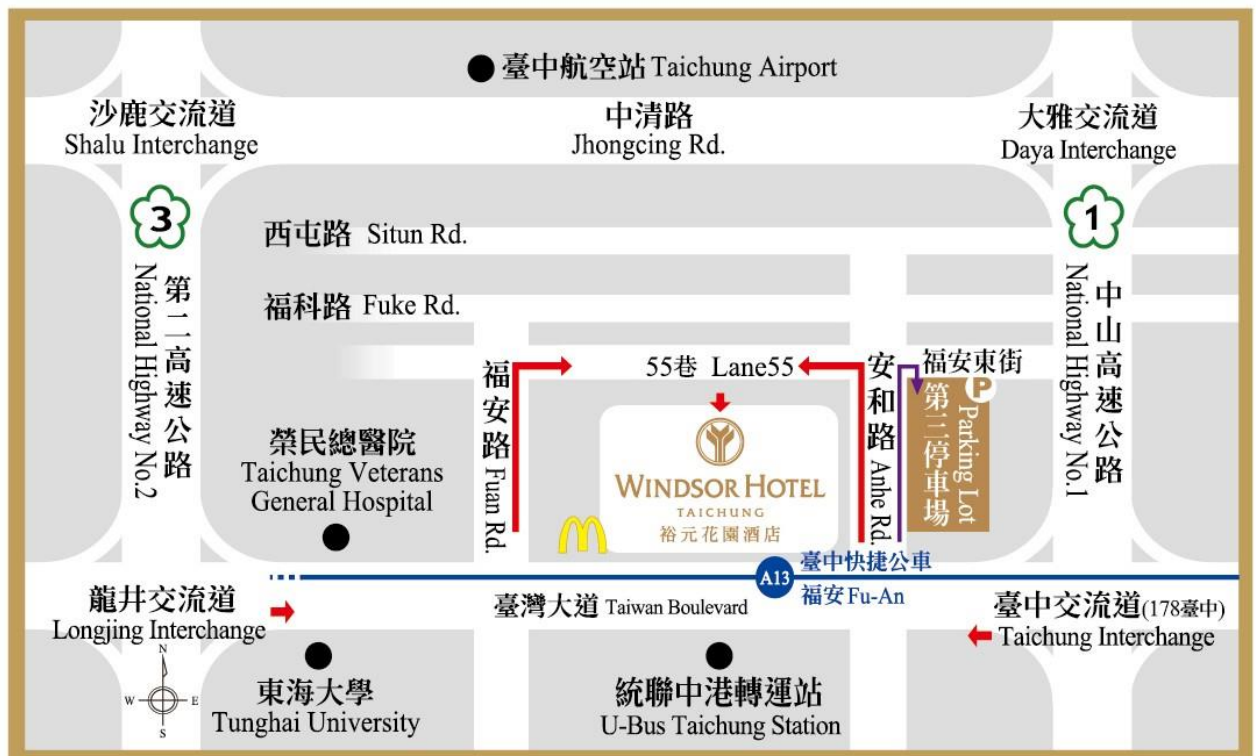 臺中航空站 Taichung Airport
沙鹿交流道
Shalu Interchange
中清路
Jhongcing Rd.
大雅交流道
Daya Interchange
3
第二高速公路
National Highway No.2
1
中山高速公路
National Highway No.1
西屯路 Situn Rd.
福科路 Fuke Rd.
福安路 Fuan Rd.
55巷 Lane55
安和路 Anhe Rd.
福安東街
P
Parking Lot
第三停車場
榮民總醫院
Taichung Veterans
General Hospital
WINDSOR HOTEL
TAICHUNG
裕元花園酒店
A13
臺中快捷公車
福安 Fu-An
龍井交流道
Longjing Interchange
臺灣大道 Taiwan Boulevard
臺中交流道(178臺中)
Taichung Interchange
N
W
E
S
東海大學
Tunghai University
統聯中港轉運站
U-Bus Taichung Station